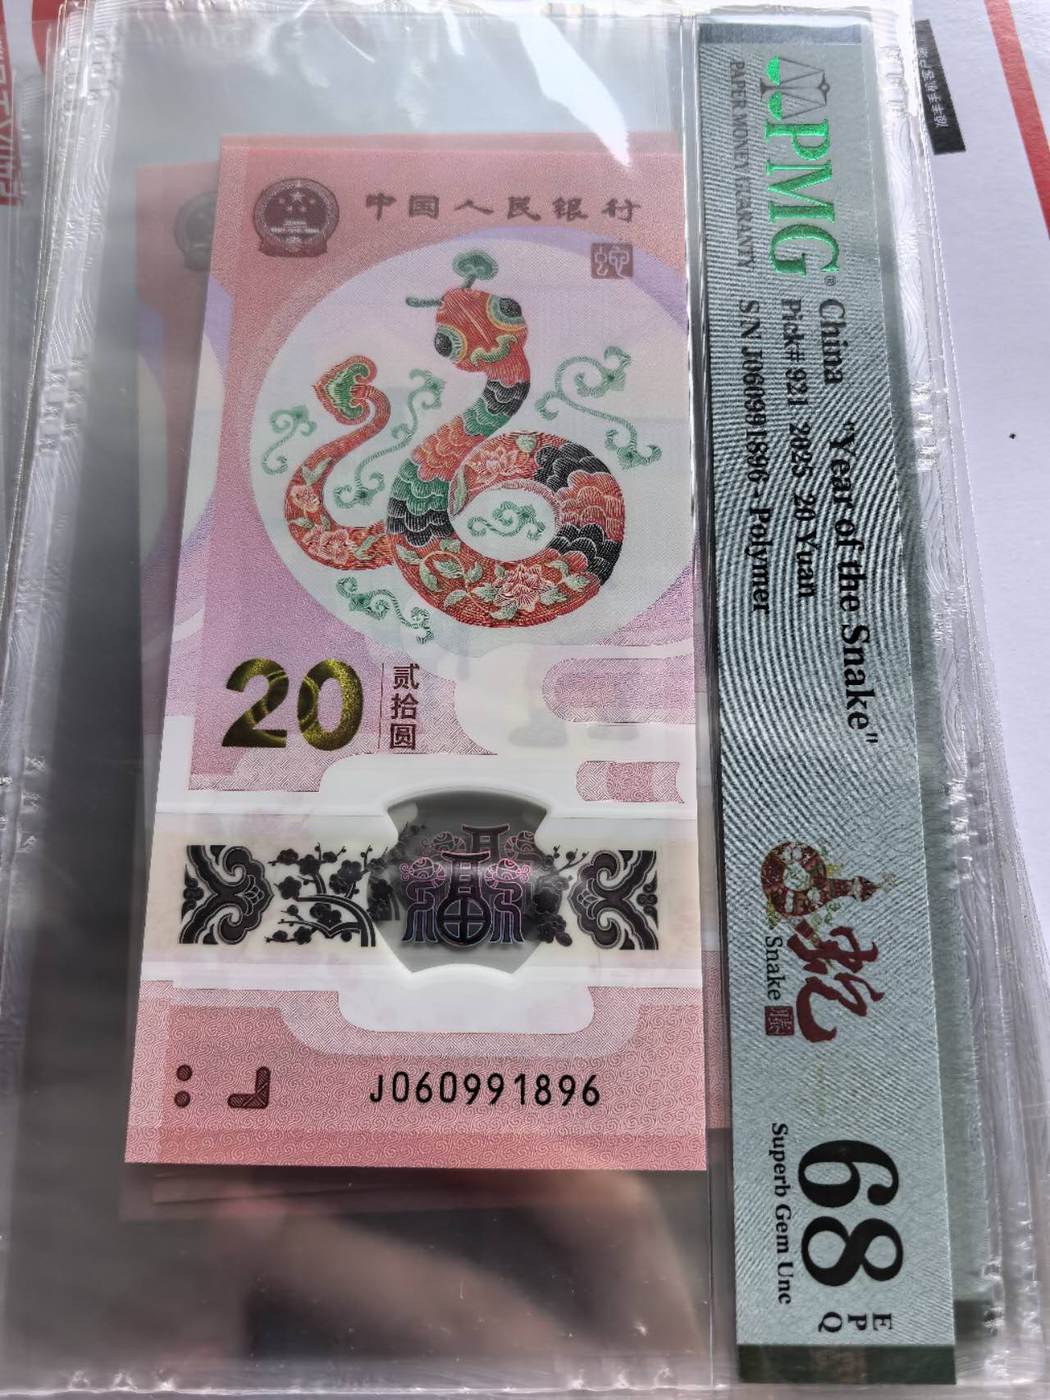 中国人民银行
20
贰拾圆
福
J060991896
PMG
PAPER MONEY GUARANTY
China "Year of the Snake"
Pick# 921 2025 20 Yuan
S/N J060991896 - Polymer
蛇
Snake
68
EPQ
Superb Gem Unc